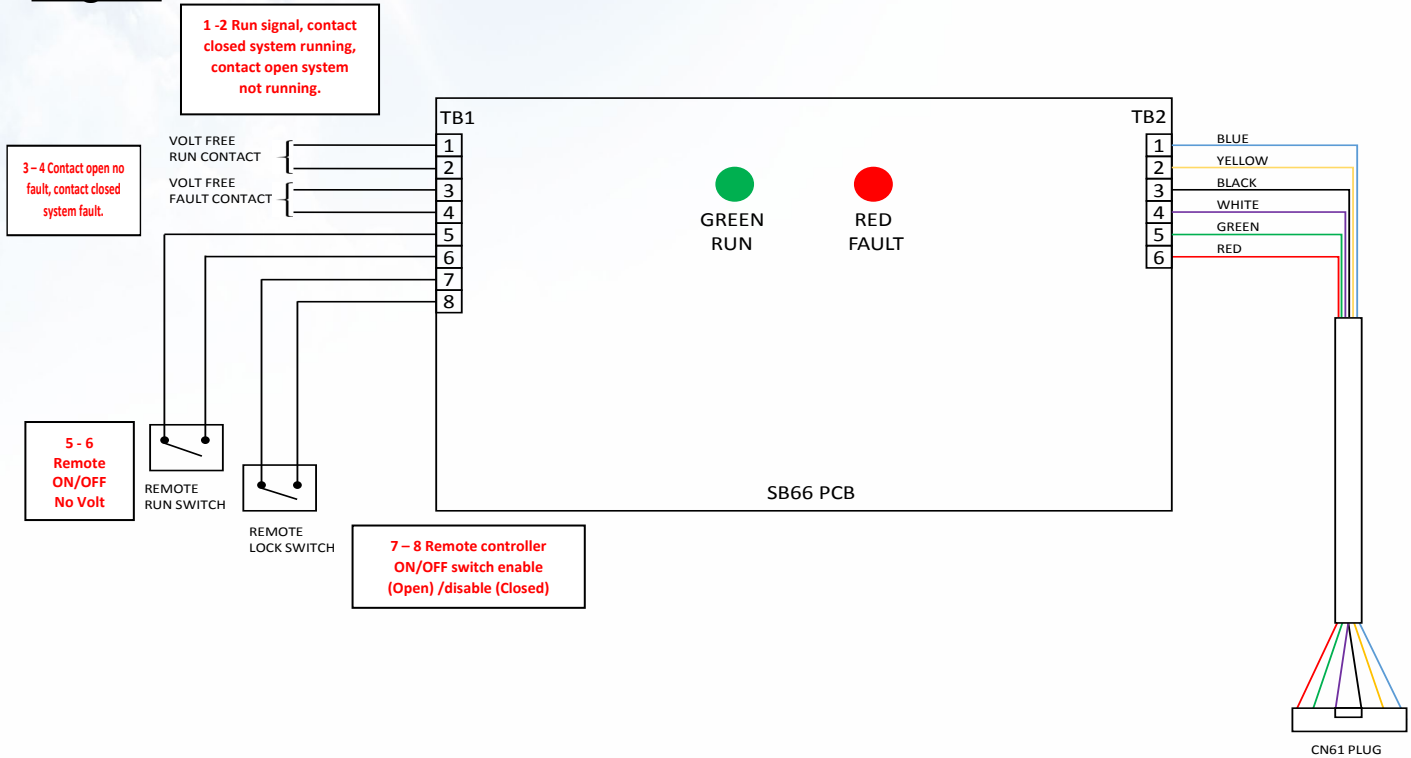 1 -2 Run signal, contact
closed system running,
contact open system
not running.
3 – 4 Contact open no
fault, contact closed
system fault.
VOLT FREE
RUN CONTACT
VOLT FREE
FAULT CONTACT
TB1
1
2
3
4
5
6
7
8
GREEN
RUN
RED
FAULT
TB2
1
2
3
4
5
6
BLUE
YELLOW
BLACK
WHITE
GREEN
RED
5 - 6
Remote
ON/OFF
No Volt
REMOTE
RUN SWITCH
REMOTE
LOCK SWITCH
7 – 8 Remote controller
ON/OFF switch enable
(Open) /disable (Closed)
SB66 PCB
CN61 PLUG